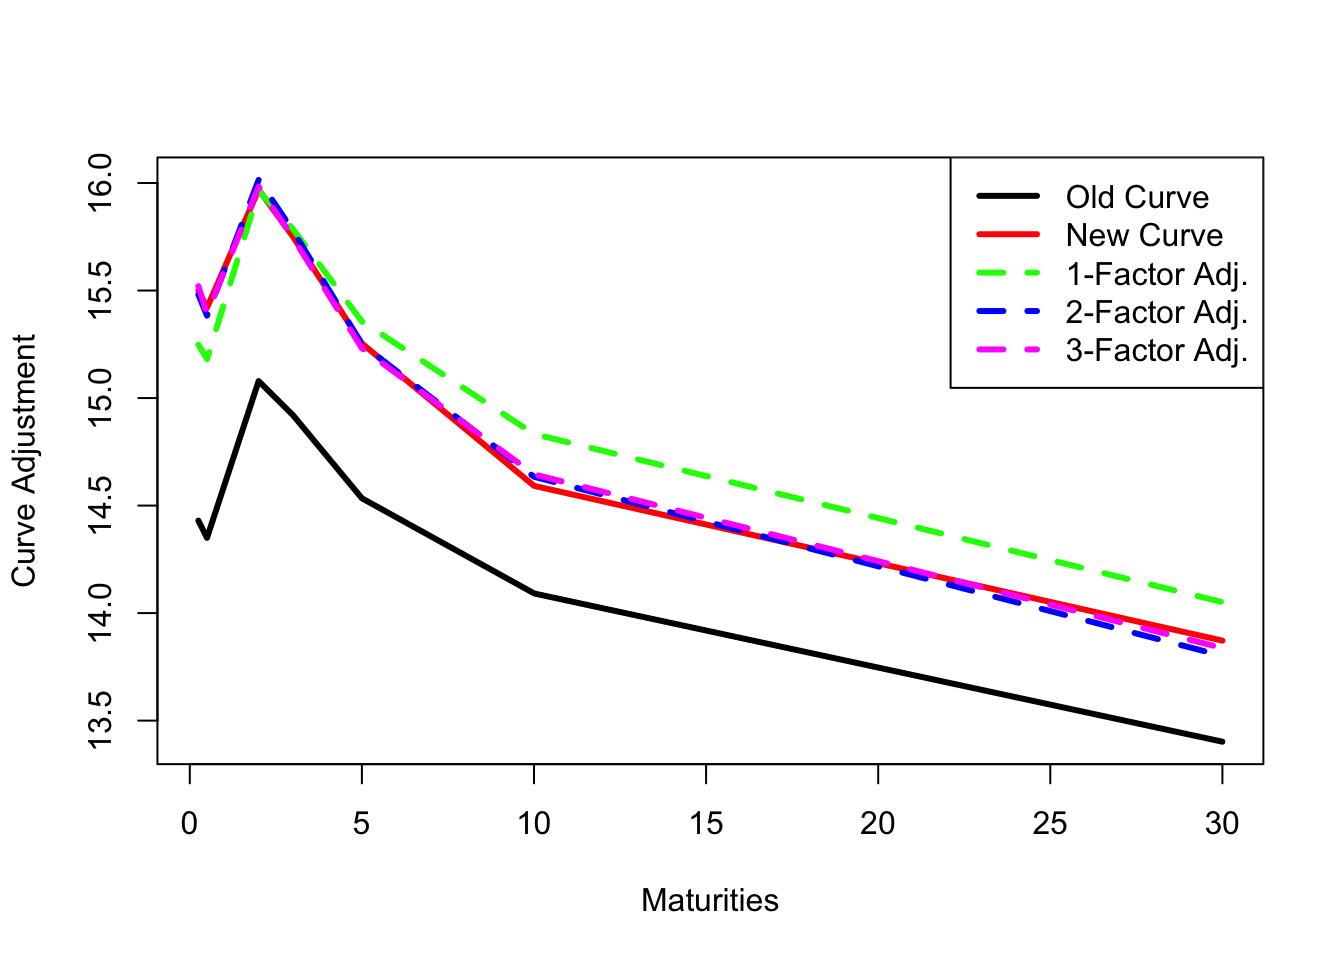 Curve Adjustment
16.0
15.5
15.0
14.5
14.0
13.5
Old Curve
New Curve
1-Factor Adj.
2-Factor Adj.
3-Factor Adj.
0 5 10 15 20 25 30
Maturities